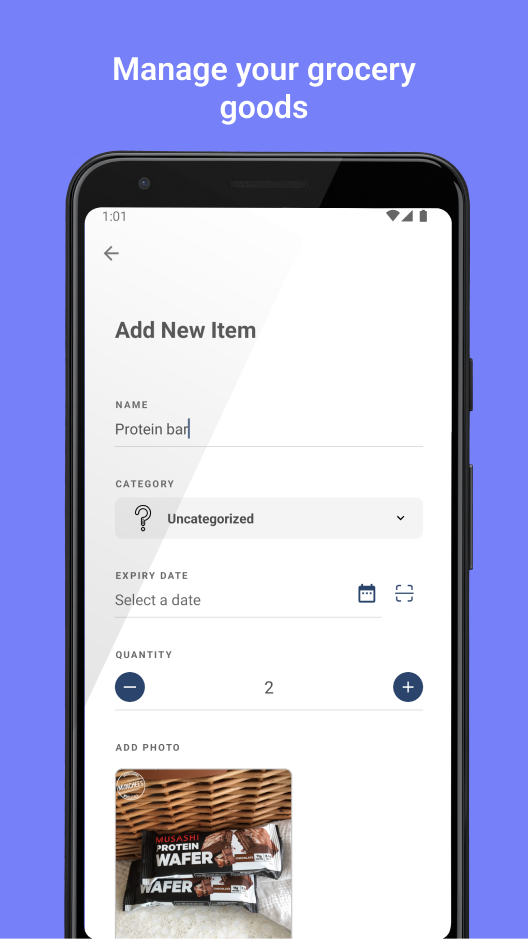 Manage your grocery
goods
1:01
Add New Item
NAME
Protein bar
CATEGORY
Uncategorized
EXPIRY DATE
Select a date
QUANTITY
2
ADD PHOTO
MUSASHI
PROTEIN
WAFER
CHOCOLATE
WAFER